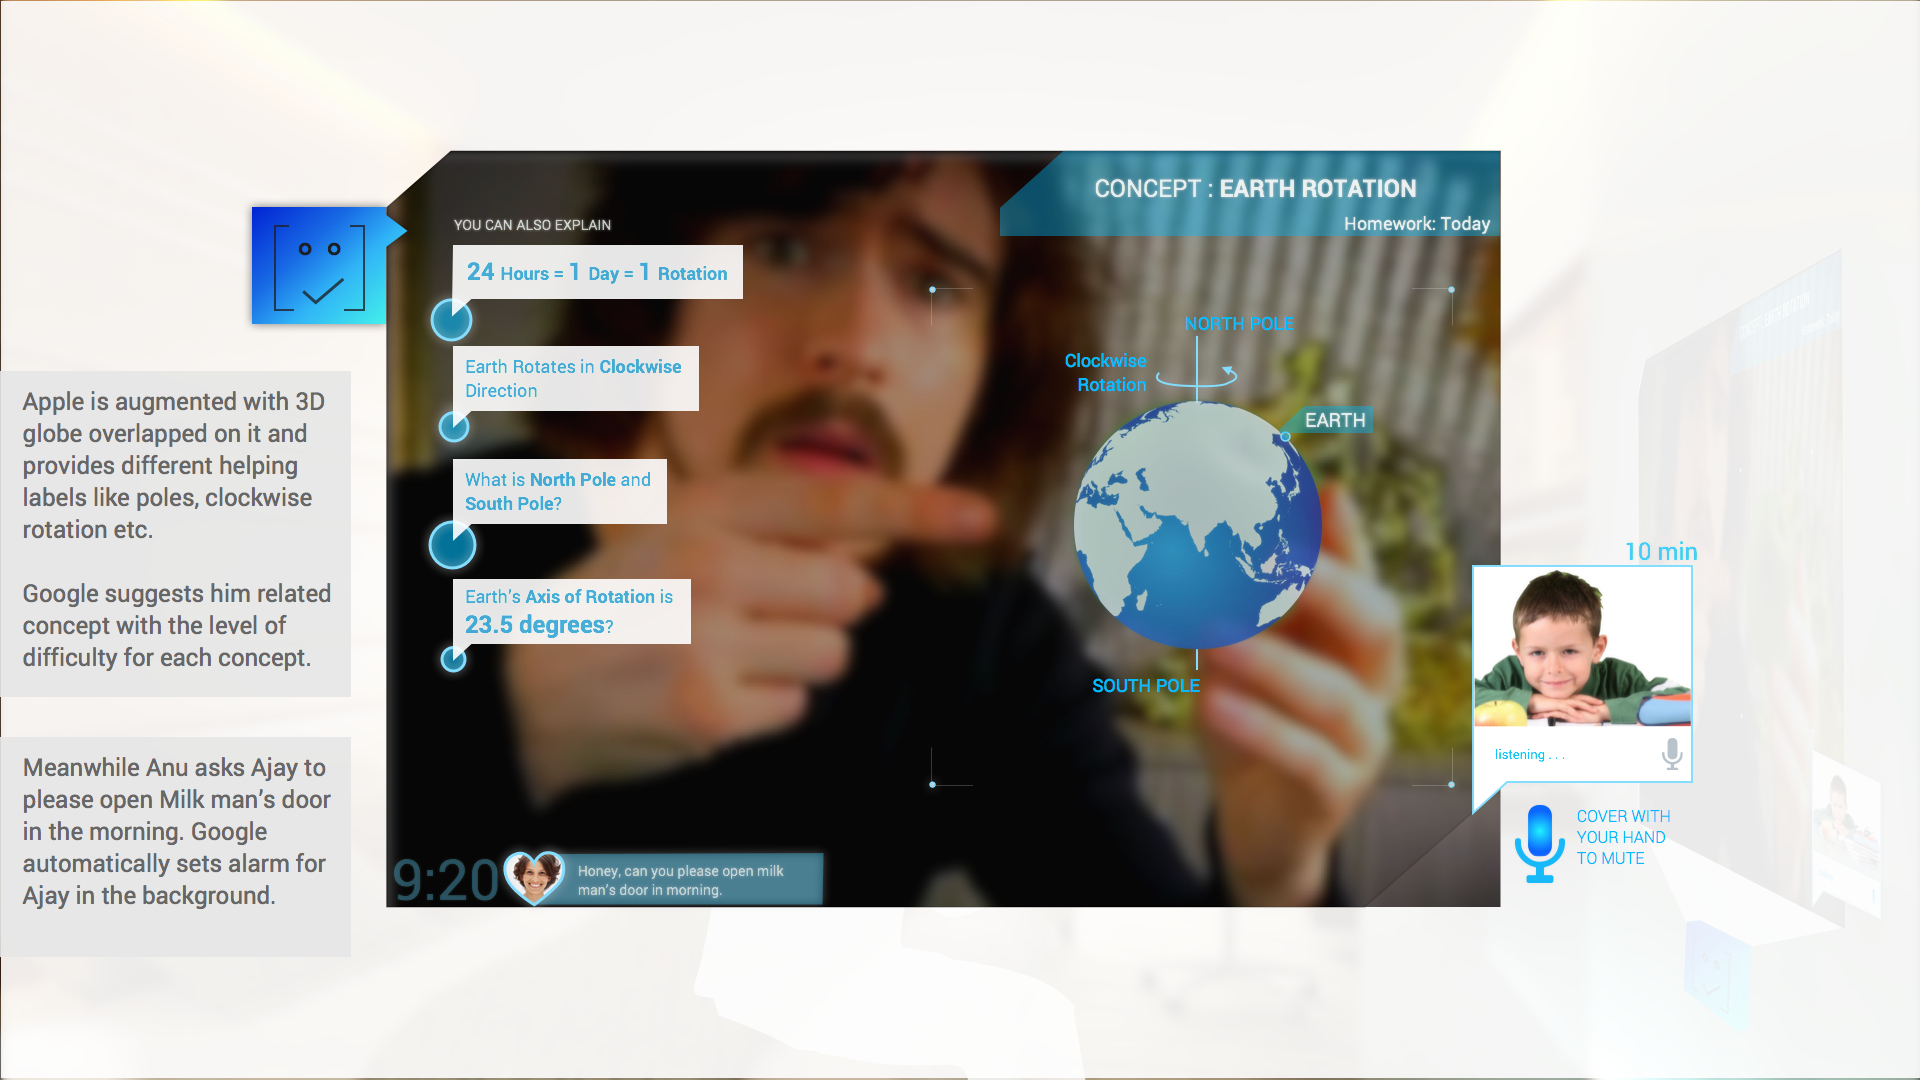 CONCEPT : EARTH ROTATION
Homework: Today
YOU CAN ALSO EXPLAIN
24 Hours = 1 Day = 1 Rotation
Earth Rotates in Clockwise
Direction
What is North Pole and
South Pole?
Earth's Axis of Rotation is
23.5 degrees?
NORTH POLE
Clockwise
Rotation
EARTH
SOUTH POLE
Apple is augmented with 3D
globe overlapped on it and
provides different helping
labels like poles, clockwise
rotation etc.
Google suggests him related
concept with the level of
difficulty for each concept.
Meanwhile Anu asks Ajay to
please open Milk man's door
in the morning. Google
automatically sets alarm for
Ajay in the background.
9:20
Honey, can you please open milk
man's door in morning.
10 min
listening . . .
COVER WITH
YOUR HAND
TO MUTE